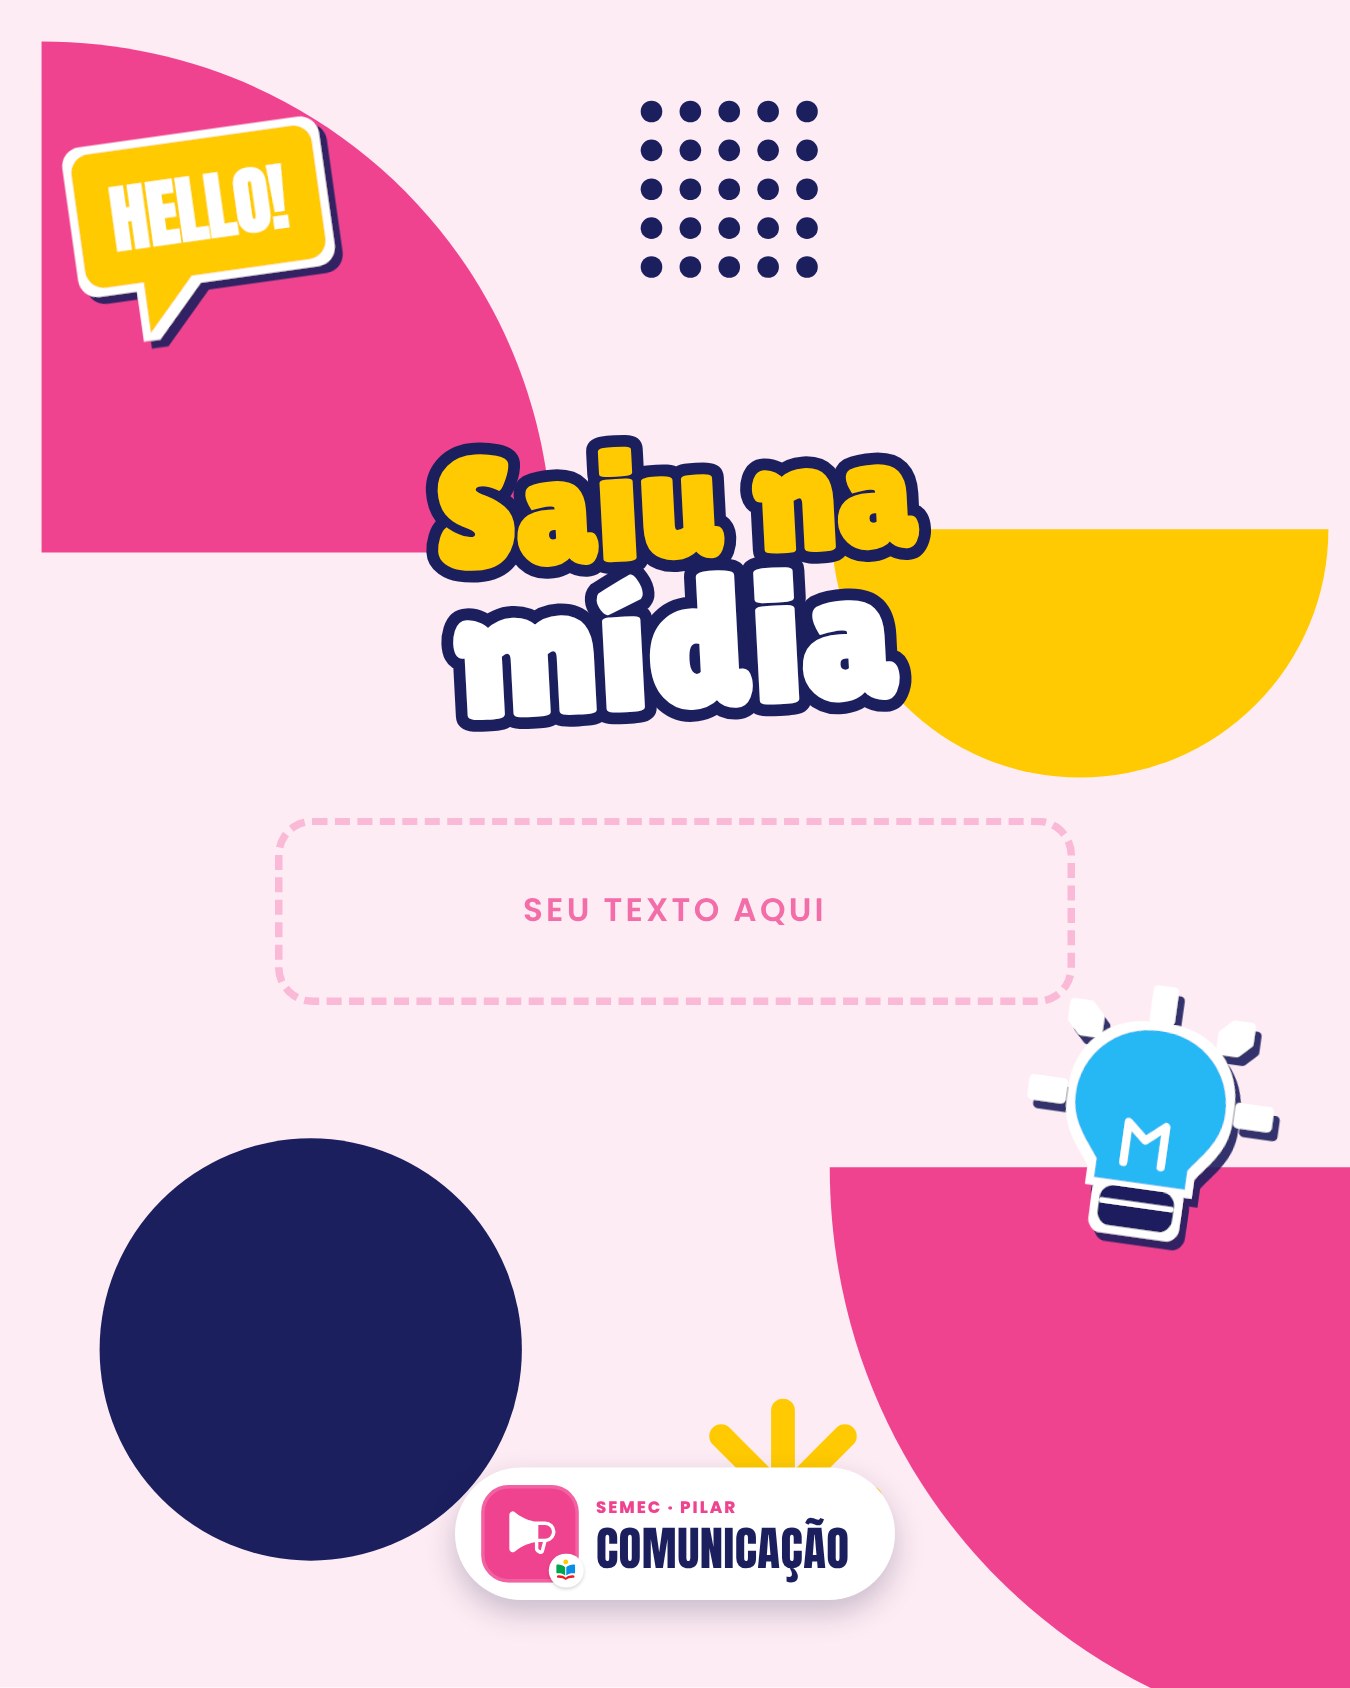 HELLO!
Saiu na
mídia
SEU TEXTO AQUI
M
SEMEC · PILAR
COMUNICAÇÃO